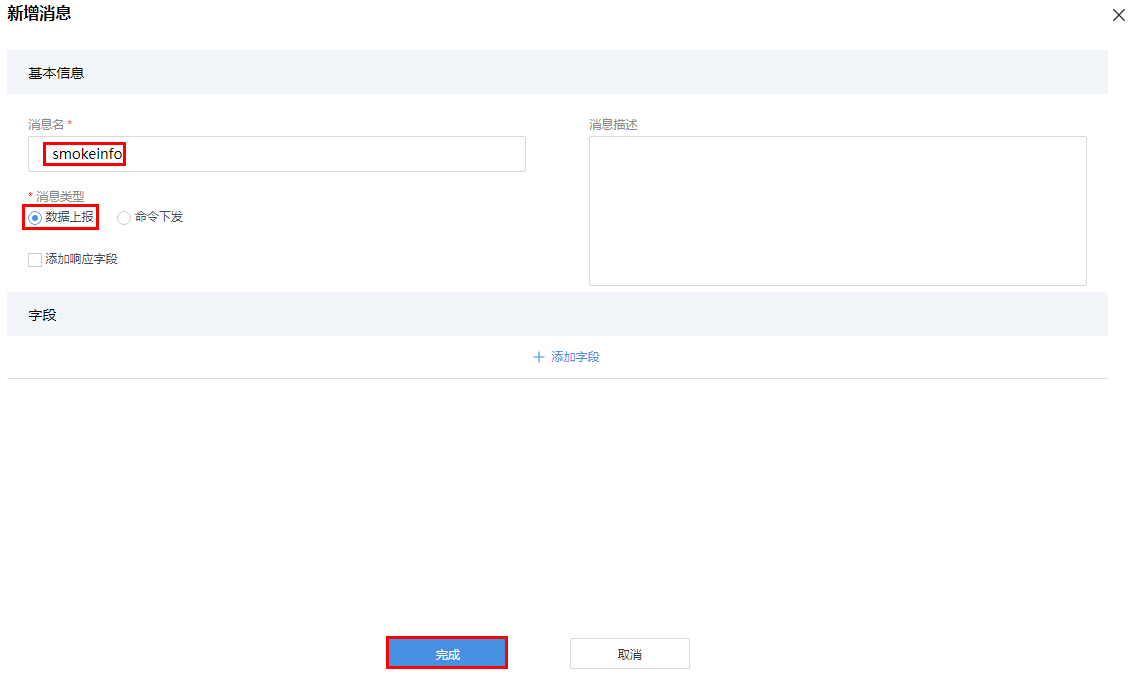 新增消息
基本信息
消息名 *
消息描述
smokeinfo
* 消息类型
数据上报 命令下发
添加响应字段
字段
+ 添加字段
完成 取消